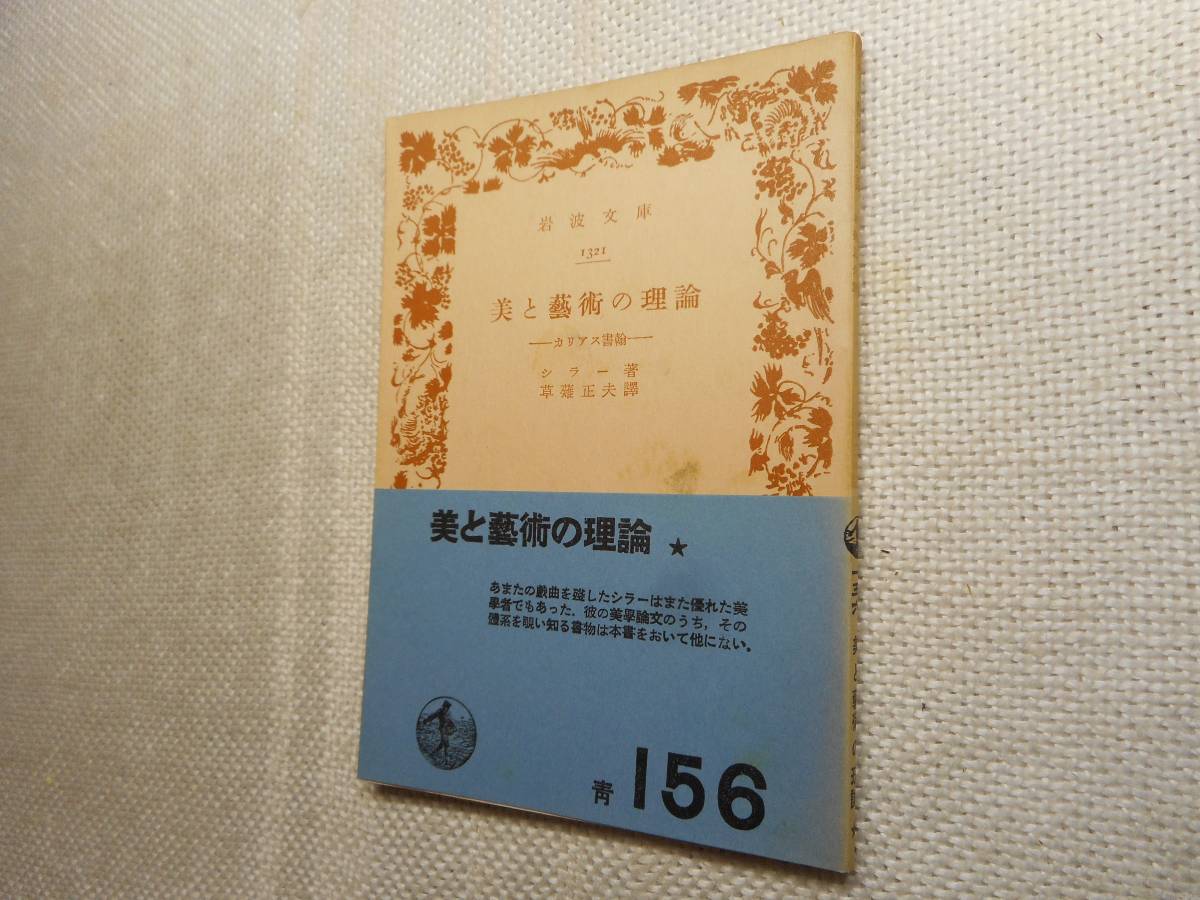 岩波文庫
1321
美と藝術の理論
——カリアス書翰——
シラー著
草薙正夫譯
美と藝術の理論 ★
あまたの戯曲を殘したシラーはまた優れた美
學者でもあった．彼の美學論文のうち，その
體系を覗い知る書物は本書をおいて他にない。
青 156